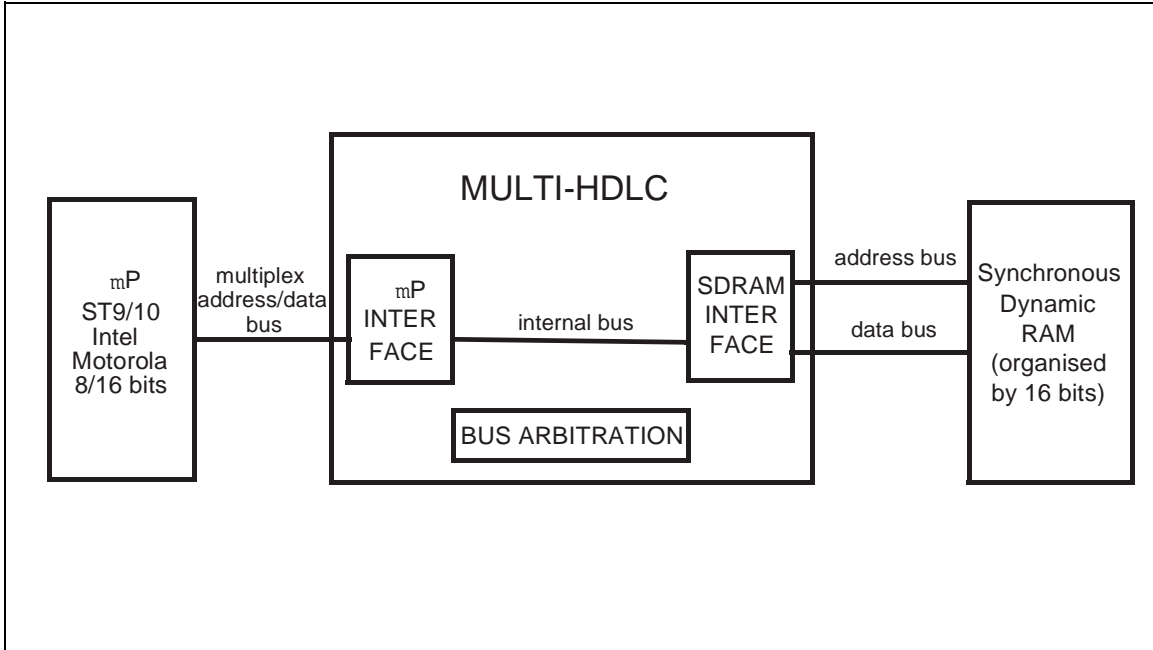 MULTI-HDLC
mP
ST9/10
Intel
Motorola
8/16 bits
multiplex
address/data
bus
mP
INTER
FACE
internal bus
SDRAM
INTER
FACE
address bus
data bus
Synchronous
Dynamic
RAM
(organised
by 16 bits)
BUS ARBITRATION